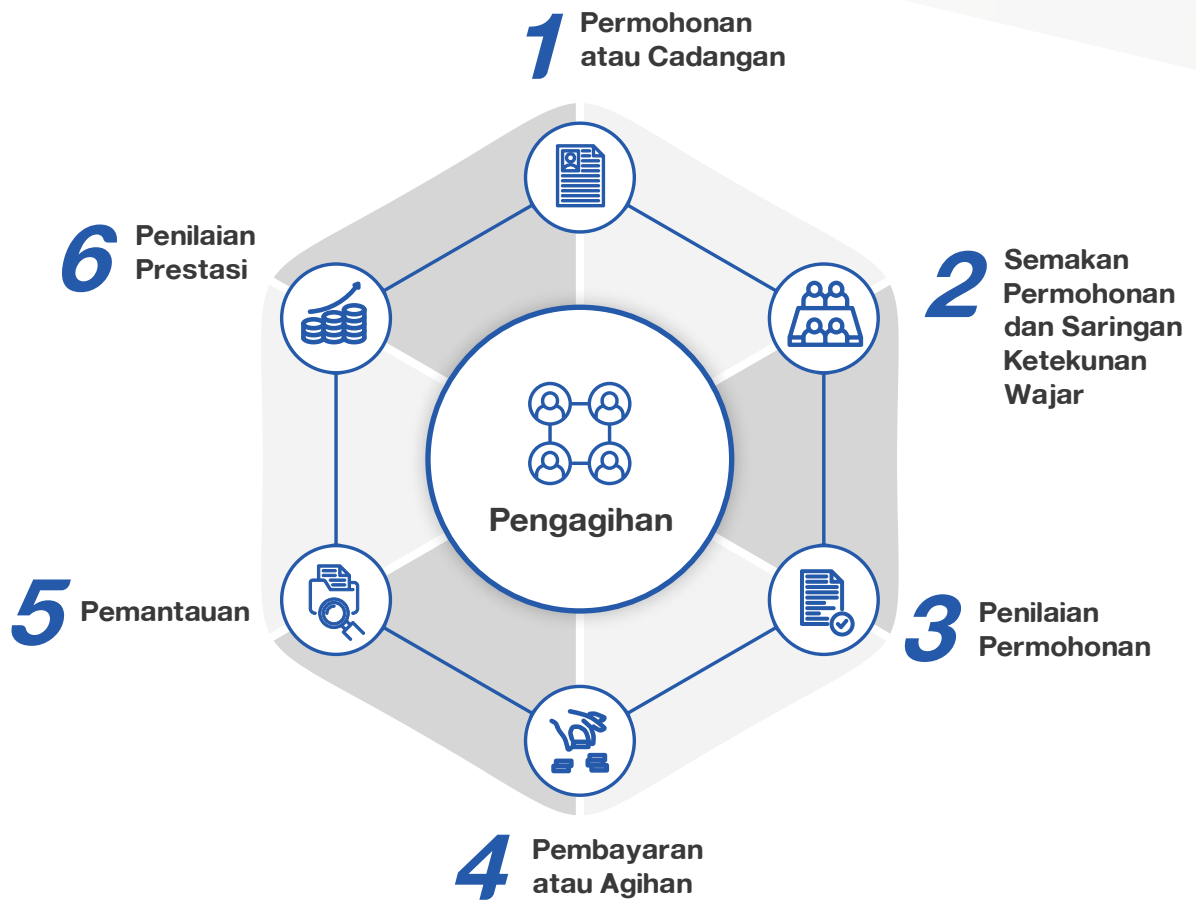 1
Permohonan
atau Cadangan
2
Semakan
Permohonan
dan Saringan
Ketekunan
Wajar
3
Penilaian
Permohonan
4
Pembayaran
atau Agihan
5
Pemantauan
6
Penilaian
Prestasi
Pengagihan